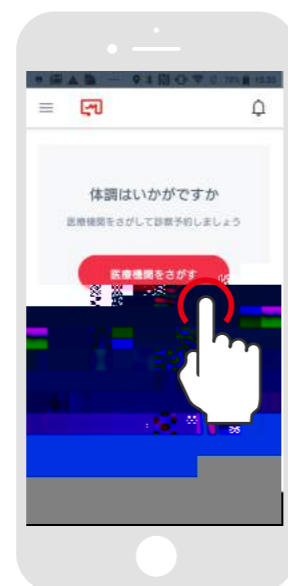 体調はいかがですか
医療機関をさがして診察予約しましょう
医療機関をさがす